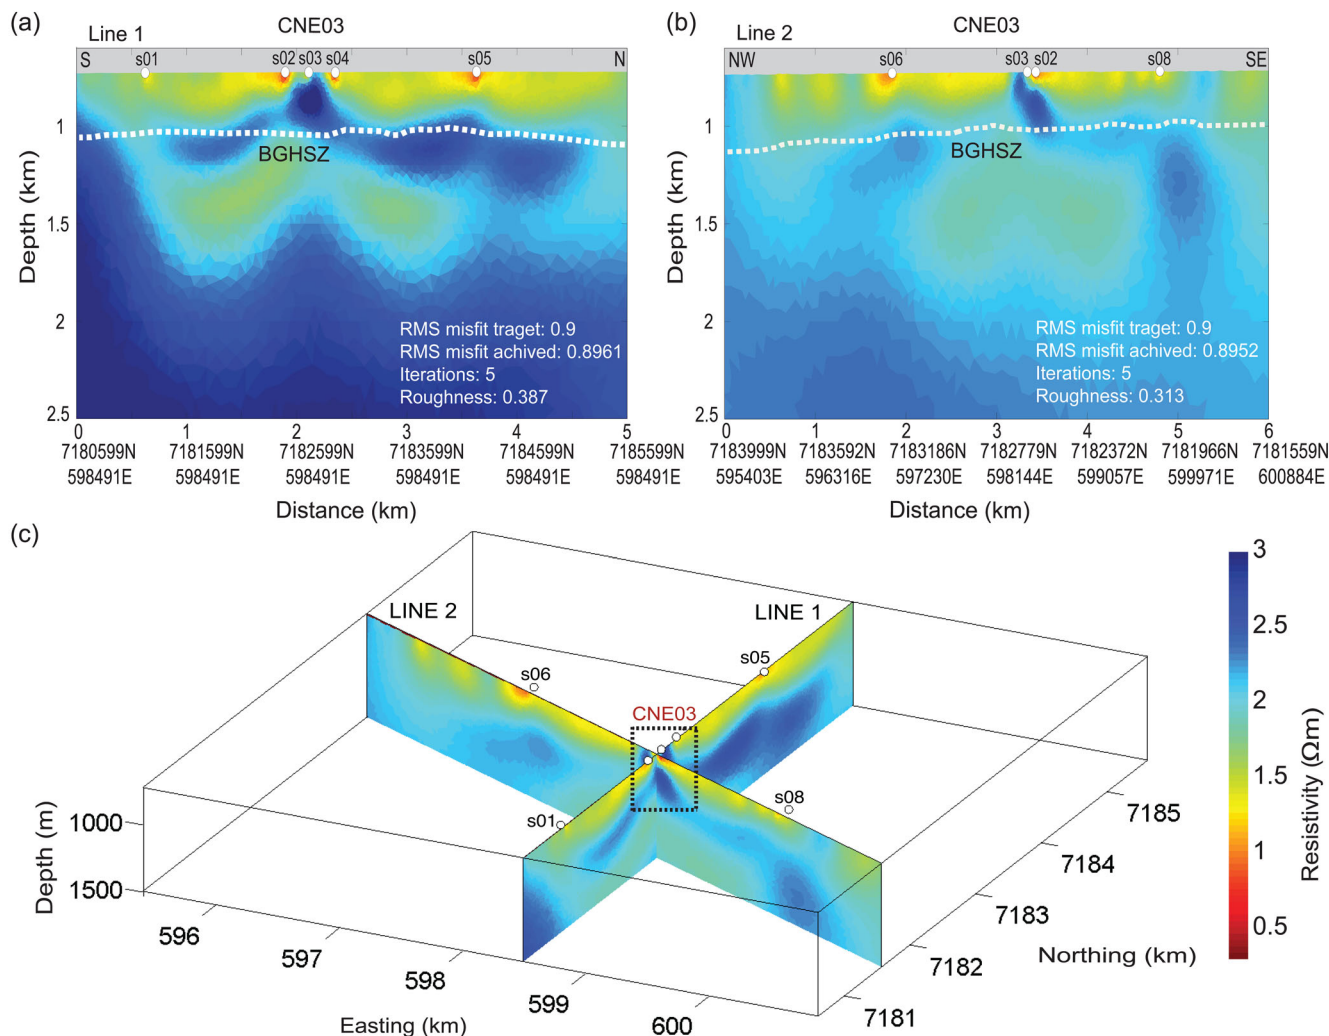 (a)
Line 1
CNE03
S
s01
s02
s03
s04
s05
N
1
1.5
2
2.5
Depth (km)
BGHSZ
RMS misfit traget: 0.9
RMS misfit achived: 0.8961
Iterations: 5
Roughness: 0.387
0 1 2 3 4 5
7180599N 7181599N 7182599N 7183599N 7184599N 7185599N
598491E 598491E 598491E 598491E 598491E 598491E
Distance (km)
(b)
Line 2
CNE03
NW
s06
s03
s02
s08
SE
1
1.5
2
2.5
Depth (km)
BGHSZ
RMS misfit traget: 0.9
RMS misfit achived: 0.8952
Iterations: 5
Roughness: 0.313
0 1 2 3 4 5 6
7183999N 7183592N 7183186N 7182779N 7182372N 7181966N 7181559N
595403E 596316E 597230E 598144E 599057E 599971E 600884E
Distance (km)
(c)
LINE 2
LINE 1
s05
s06
CNE03
s01
s08
Depth (m)
1000
1500
596
597
598
599
600
Easting (km)
7181
7182
7183
7184
7185
Northing (km)
3
2.5
2
1.5
1
0.5
Resistivity (Ωm)